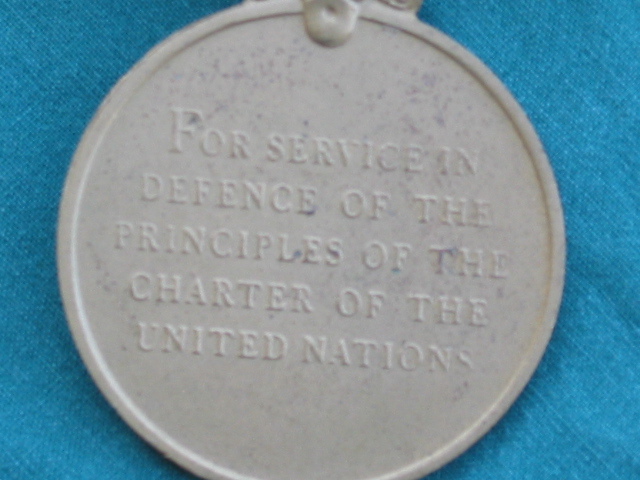 FOR SERVICE IN
DEFENCE OF THE
PRINCIPLES OF THE
CHARTER OF THE
UNITED NATIONS